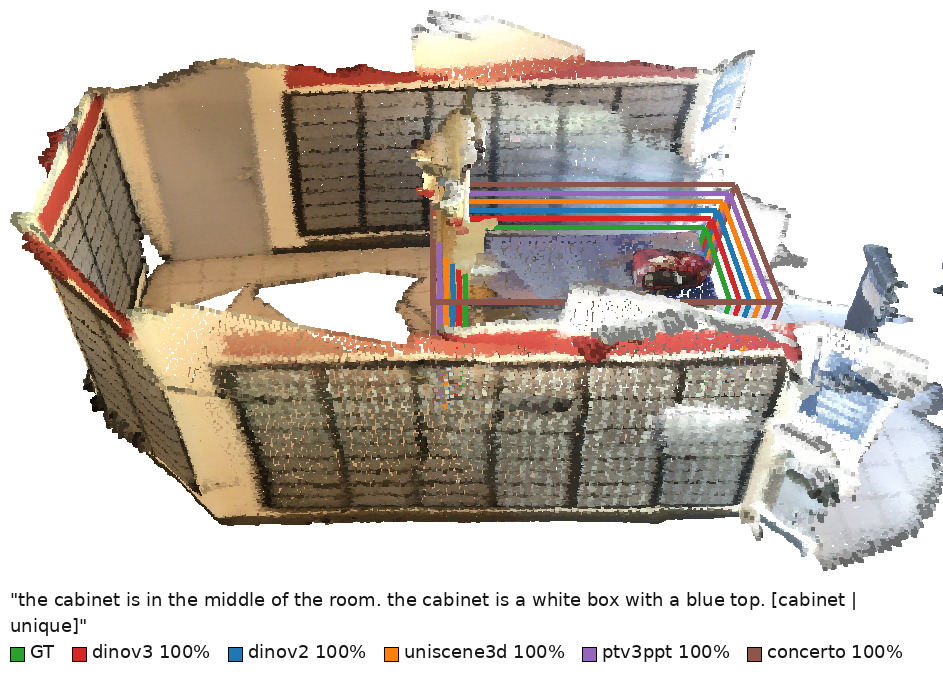 "the cabinet is in the middle of the room. the cabinet is a white box with a blue top. [cabinet |
unique]"
GT dinov3 100% dinov2 100% uniscene3d 100% ptv3ppt 100% concerto 100%